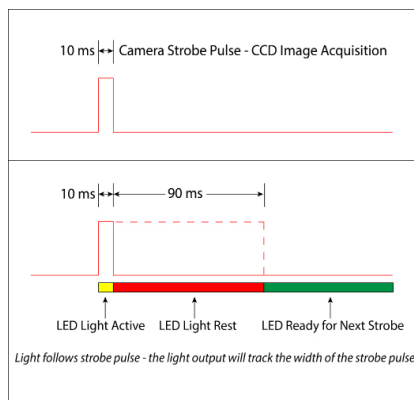 10 ms Camera Strobe Pulse - CCD Image Acquisition
10 ms 90 ms
LED Light Active LED Light Rest LED Ready for Next Strobe
Light follows strobe pulse - the light output will track the width of the strobe pulse